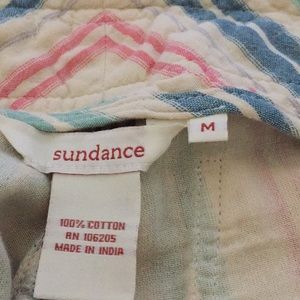 sundance
M
100% COTTON
RN 106205
MADE IN INDIA